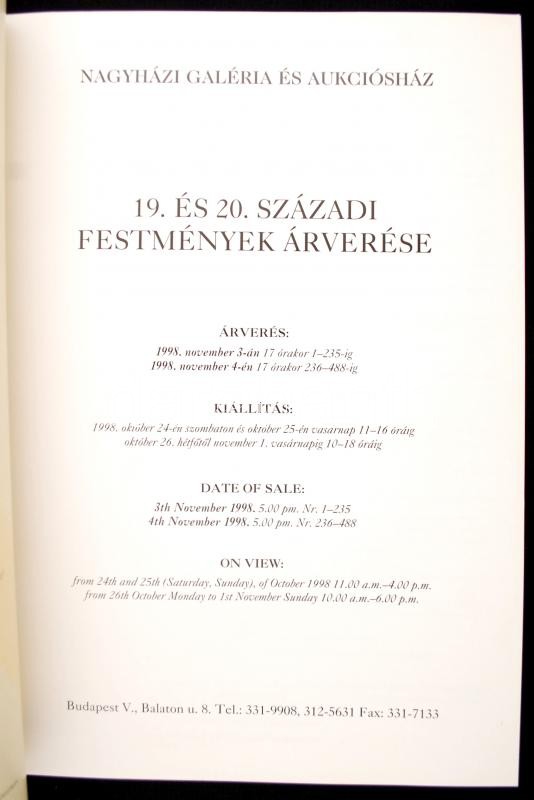 NAGYHÁZI GALÉRIA ÉS AUKCIÓSHÁZ
19. ÉS 20. SZÁZADI
FESTMÉNYEK ÁRVERÉSE
ÁRVERÉS:
1998. november 3-án 17 órakor 1–235-ig
1998. november 4-én 17 órakor 236–488-ig
KIÁLLÍTÁS:
1998. október 24-én szombaton és október 25-én vasárnap 11–16 óráig
október 26. hétfőtől november 1. vasárnapig 10–18 óráig
DATE OF SALE:
3th November 1998. 5.00 pm. Nr. 1–235
4th November 1998. 5.00 pm. Nr. 236–488
ON VIEW:
from 24th and 25th (Saturday, Sunday), of October 1998 11.00 a.m.–4.00 p.m.
from 26th October Monday to 1st November Sunday 10.00 a.m.–6.00 p.m.
Budapest V., Balaton u. 8. Tel.: 331-9908, 312-5631 Fax: 331-7133